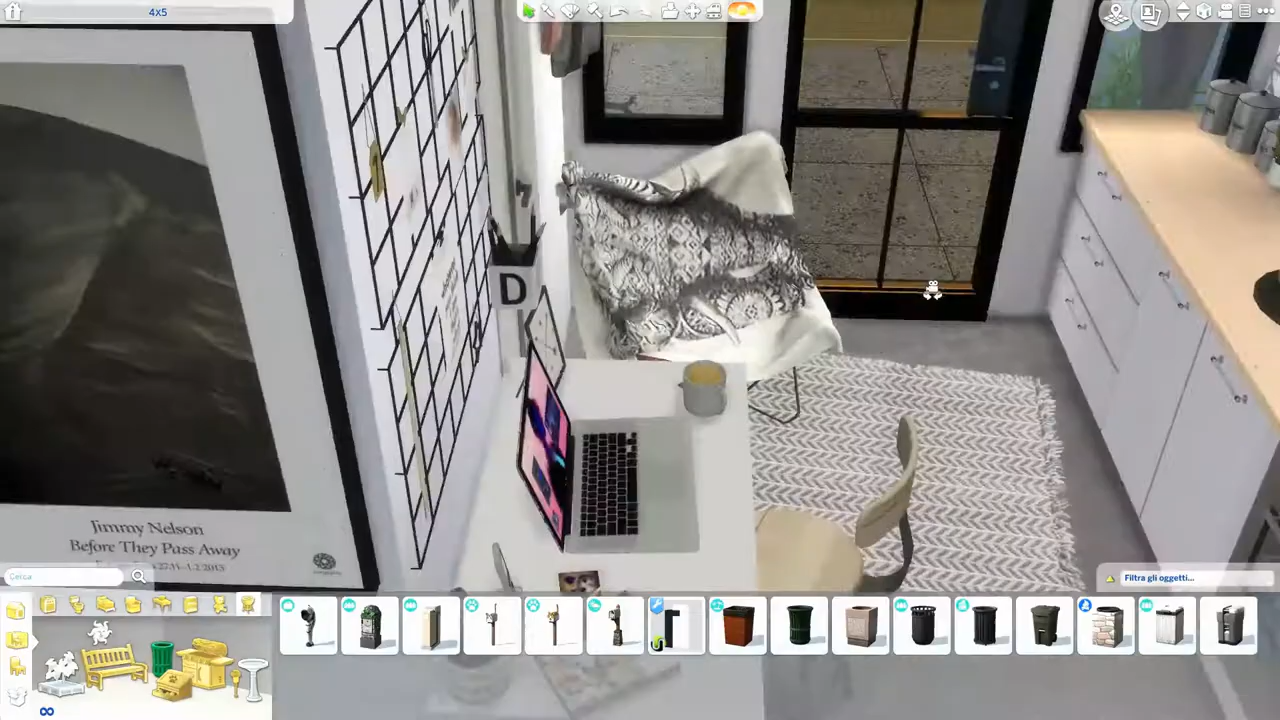 4X5
D
Jimmy Nelson
Before They Pass Away
Cerca
Filtra gli oggetti...